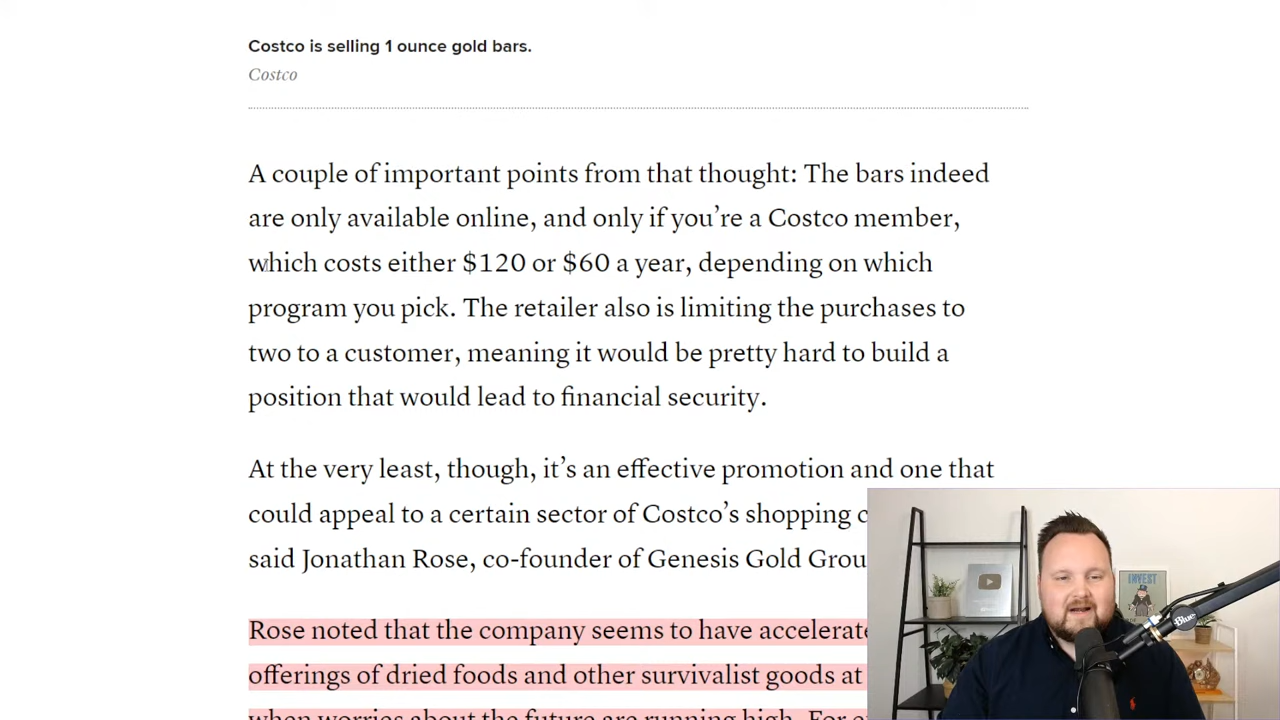 Costco is selling 1 ounce gold bars.
Costco
A couple of important points from that thought: The bars indeed
are only available online, and only if you’re a Costco member,
which costs either $120 or $60 a year, depending on which
program you pick. The retailer also is limiting the purchases to
two to a customer, meaning it would be pretty hard to build a
position that would lead to financial security.
At the very least, though, it’s an effective promotion and one that
could appeal to a certain sector of Costco’s shopping
said Jonathan Rose, co-founder of Genesis Gold
Rose noted that the company seems to have
offerings of dried foods and other survivalist goods at
when worries about the future are running high. For
INVEST
Blue